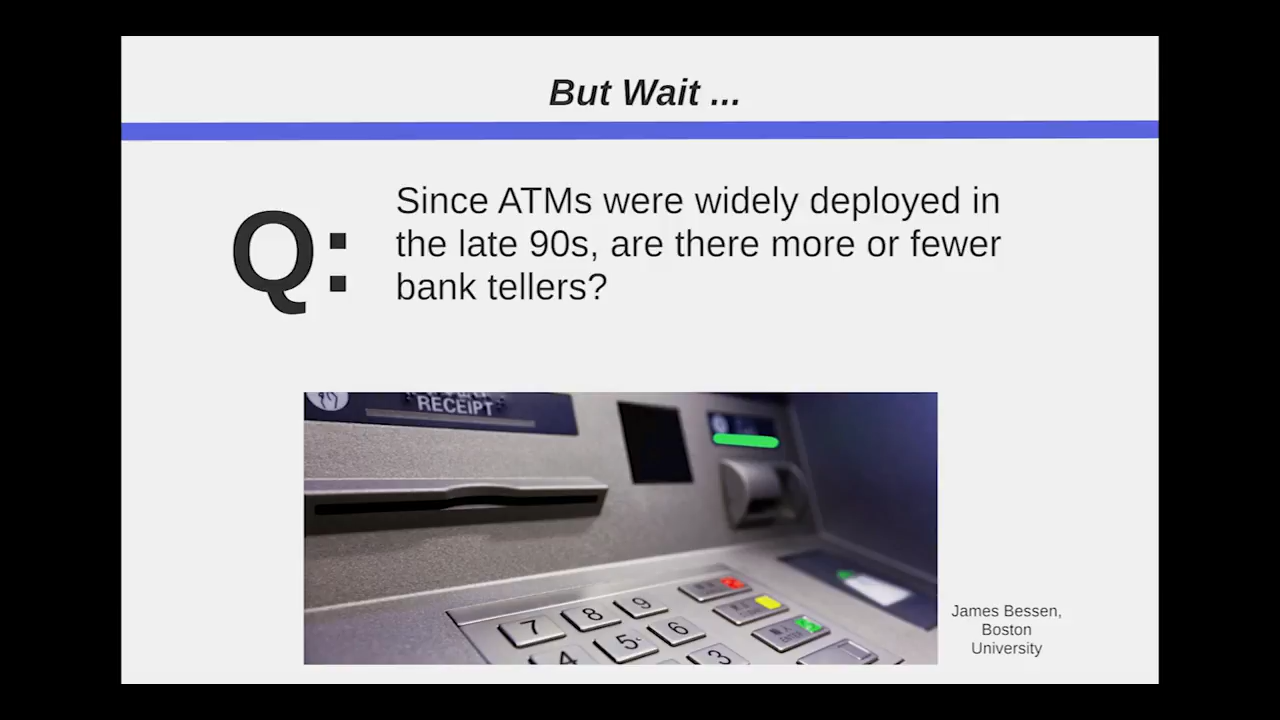 But Wait ...
Q:
Since ATMs were widely deployed in
the late 90s, are there more or fewer
bank tellers?
RECEIPT
7
8
9
4
5
6
3
James Bessen,
Boston
University